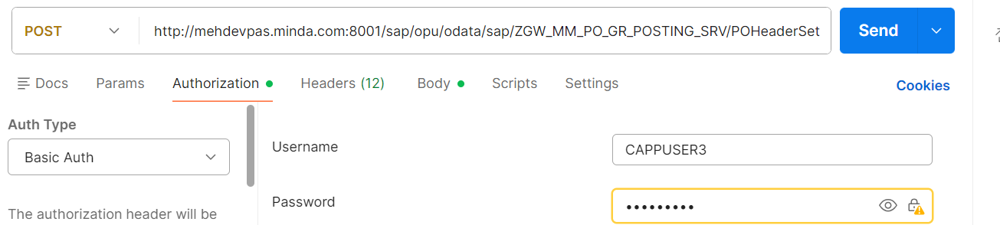 POST http://mehdevpas.minda.com:8001/sap/opu/odata/sap/ZGW_MM_PO_GR_POSTING_SRV/POHeaderSet Send
Docs Params Authorization Headers (12) Body Scripts Settings Cookies
Auth Type
Basic Auth
The authorization header will be
Username CAPPUSER3
Password •••••••••